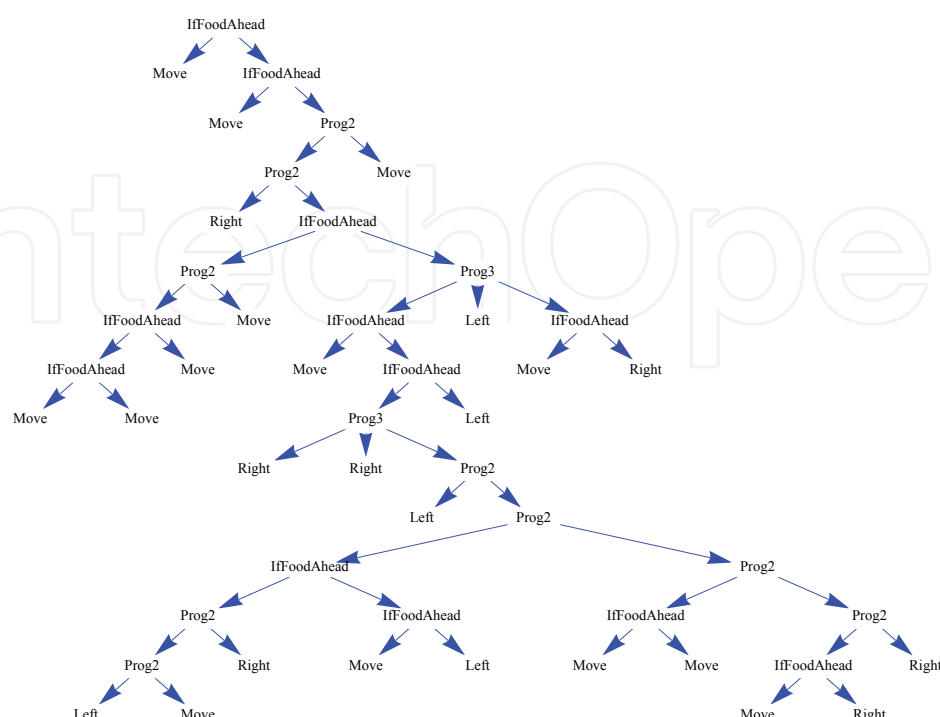 IfFoodAhead
Move IfFoodAhead
Move Prog2
Prog2 Move
Right IfFoodAhead
Prog2 Prog3
IfFoodAhead Move IfFoodAhead Left IfFoodAhead
IfFoodAhead Move Move IfFoodAhead Move Right
Move Move Prog3 Left
Right Right Prog2
Left Prog2
IfFoodAhead Prog2
Prog2 IfFoodAhead IfFoodAhead Prog2
Prog2 Right Move Left Move Move IfFoodAhead Right
Left Move Move Right
ntechOpe